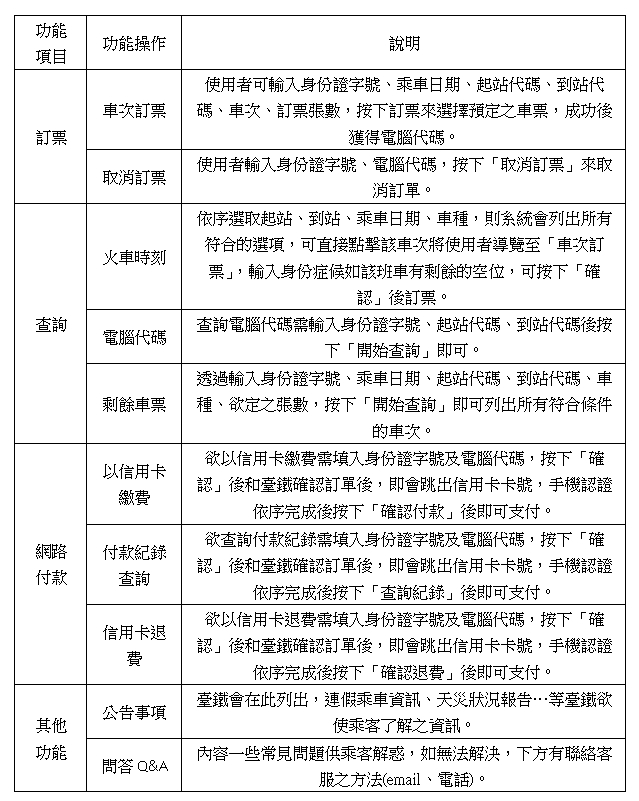 功能
項目
功能操作
說明
訂票
車次訂票
使用者可輸入身份證字號、乘車日期、起站代碼、到站代
碼、車次、訂票張數，按下訂票來選擇預定之車票，成功後
獲得電腦代碼。
取消訂票
使用者輸入身份證字號、電腦代碼，按下「取消訂票」來取
消訂單。
查詢
火車時刻
依序選取起站、到站、乘車日期、車種，則系統會列出所有
符合的選項，可直接點擊該車次將使用者導覽至「車次訂
票」，輸入身份症候如該班車有剩餘的空位，可按下「確
認」後訂票。
電腦代碼
查詢電腦代碼需輸入身份證字號、起站代碼、到站代碼後按
下「開始查詢」即可。
剩餘車票
透過輸入身份證字號、乘車日期、起站代碼、到站代碼、車
種、欲定之張數，按下「開始查詢」即可列出所有符合條件
的車次。
網路
付款
以信用卡
繳費
欲以信用卡繳費需填入身份證字號及電腦代碼，按下「確
認」後和臺鐵確認訂單後，即會跳出信用卡卡號，手機認證
依序完成後按下「確認付款」後即可支付。
付款紀錄
查詢
欲查詢付款紀錄需填入身份證字號及電腦代碼，按下「確
認」後和臺鐵確認訂單後，即會跳出信用卡卡號，手機認證
依序完成後按下「查詢紀錄」後即可支付。
信用卡退
費
欲以信用卡退費需填入身份證字號及電腦代碼，按下「確
認」後和臺鐵確認訂單後，即會跳出信用卡卡號，手機認證
依序完成後按下「確認退費」後即可支付。
其他
功能
公告事項
臺鐵會在此列出，連假乘車資訊、天災狀況報告…等臺鐵欲
使乘客了解之資訊。
問答 Q&A
內容一些常見問題供乘客解惑，如無法解決，下方有聯絡客
服之方法(email、電話)。